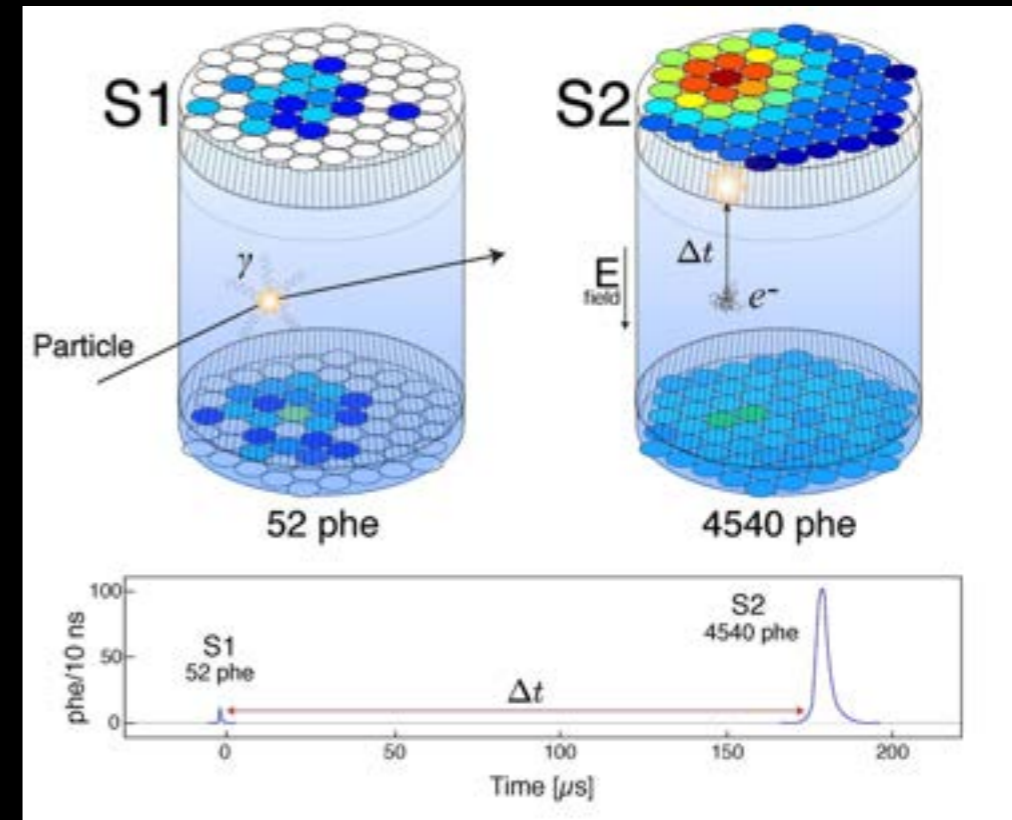 S1
S2
γ
Particle
Δt
E
field
e-
52 phe
4540 phe
phe/10 ns
100
50
0
S1
52 phe
Δt
S2
4540 phe
0
50
100
150
200
Time [μs]